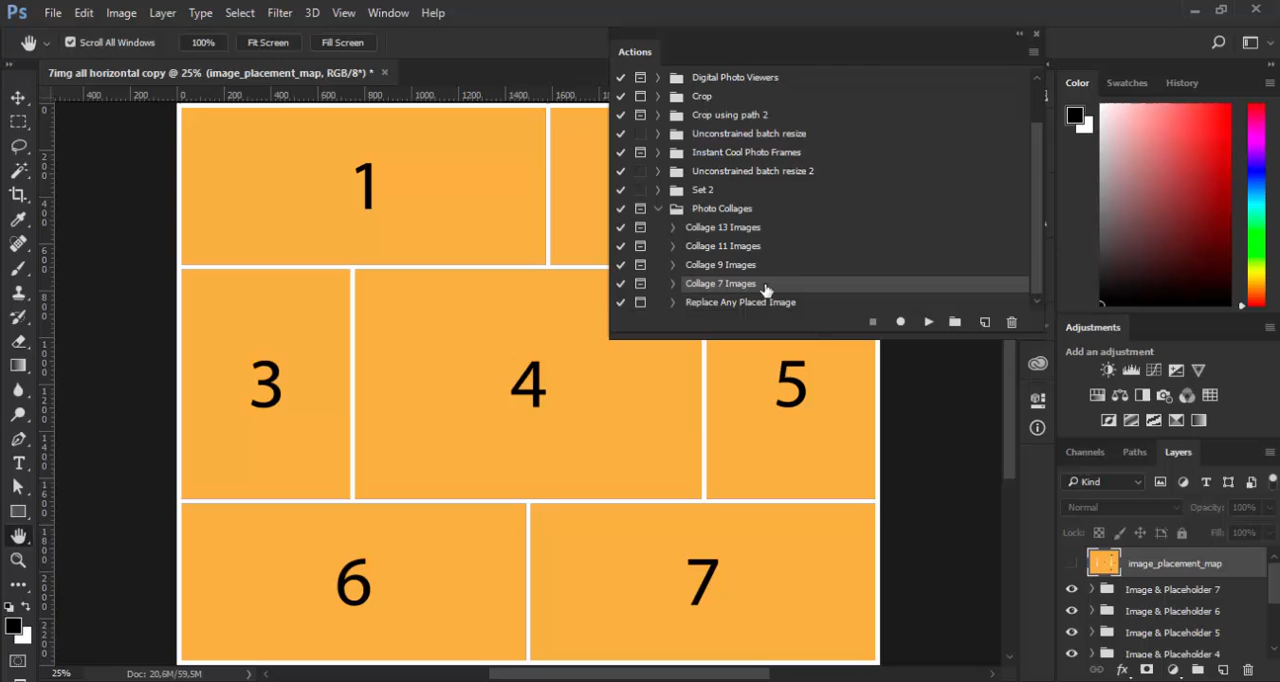 Ps File Edit Image Layer Type Select Filter 3D View Window Help
Scroll All Windows 100% Fit Screen Fill Screen
7img all horizontal copy @ 25% (image_placement_map, RGB/8*) * ×
400 200 0 200 400 600 800 1000 1200 1400 1600
1
3
4
5
6
7
Actions
Digital Photo Viewers
Crop
Crop using path 2
Unconstrained batch resize
Instant Cool Photo Frames
Unconstrained batch resize 2
Set 2
Photo Collages
Collage 13 Images
Collage 11 Images
Collage 9 Images
Collage 7 Images
Replace Any Placed Image
Color Swatches History
Adjustments
Add an adjustment
Channels Paths Layers
Kind
Normal Opacity: 100%
Lock: Fill: 100%
image_placement_map
Image & Placeholder 7
Image & Placeholder 6
Image & Placeholder 5
Image & Placeholder 4
25% Doc: 20,6M/59,5M